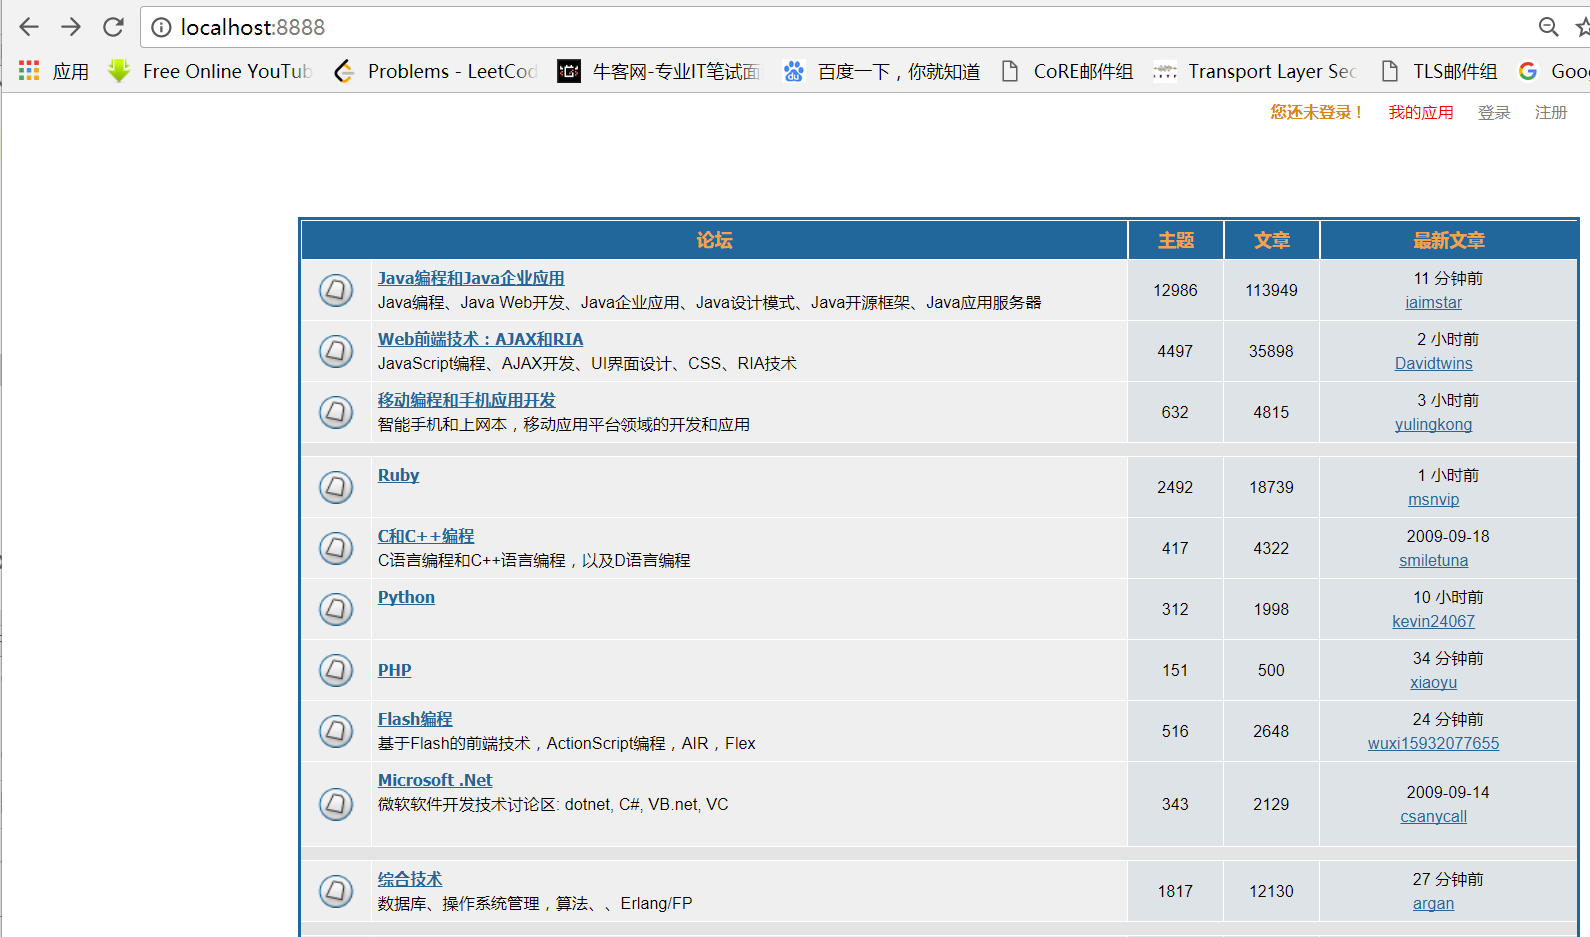 localhost:8888
应用 Free Online YouTub Problems - LeetCod 牛客网-专业IT笔试面 百度一下，你就知道 CoRE邮件组 Transport Layer Sec TLS邮件组 Goo
您还未登录！ 我的应用 登录 注册
论坛 主题 文章 最新文章
Java编程和Java企业应用
Java编程、Java Web开发、Java企业应用、Java设计模式、Java开源框架、Java应用服务器
12986 113949
11 分钟前
iaimstar
Web前端技术：AJAX和RIA
JavaScript编程、AJAX开发、UI界面设计、CSS、RIA技术
4497 35898
2 小时前
Davidtwins
移动编程和手机应用开发
智能手机和上网本，移动应用平台领域的开发和应用
632 4815
3 小时前
yulingkong
Ruby
2492 18739
1 小时前
msnvip
C和C++编程
C语言编程和C++语言编程，以及D语言编程
417 4322
2009-09-18
smiletuna
Python
312 1998
10 小时前
kevin24067
PHP
151 500
34 分钟前
xiaoyu
Flash编程
基于Flash的前端技术，ActionScript编程，AIR，Flex
516 2648
24 分钟前
wuxi15932077655
Microsoft .Net
微软软件开发技术讨论区: dotnet, C#, VB.net, VC
343 2129
2009-09-14
csanycall
综合技术
数据库、操作系统管理，算法、、Erlang/FP
1817 12130
27 分钟前
argan